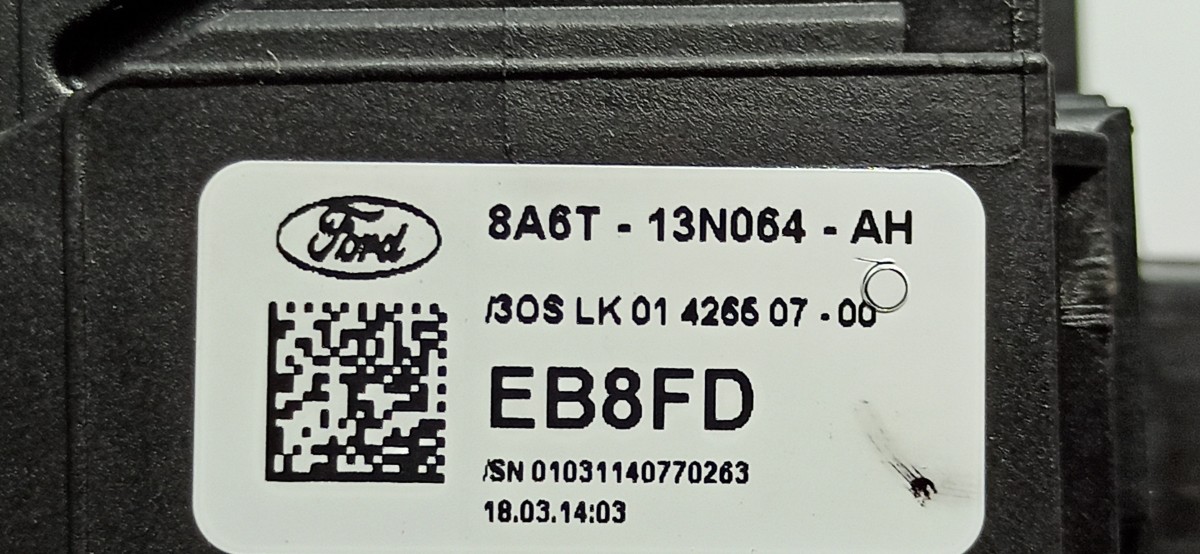 Ford
8A6T - 13N064 - AH
/3OS LK 01 4266 07 - 00
EB8FD
/SN 01031140770263
18.03.14:03